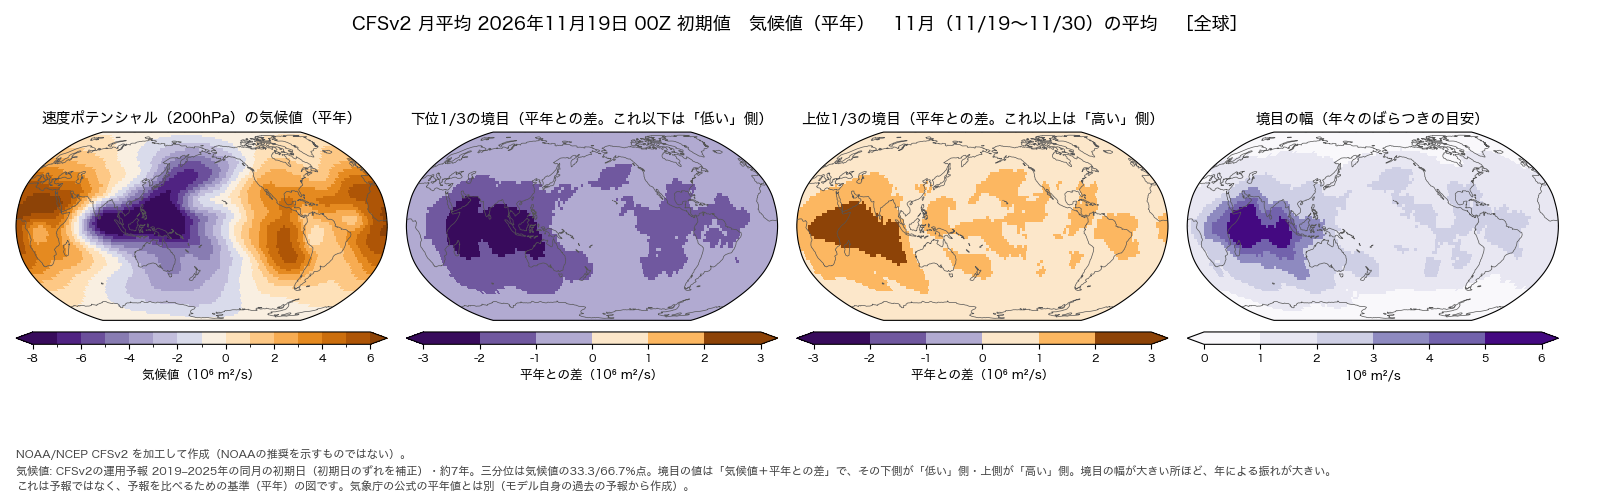 CFSv2 月平均 2026年11月19日 00Z 初期値　気候値（平年）　11月（11/19～11/30）の平均　［全球］
速度ポテンシャル（200hPa）の気候値（平年）
下位1/3の境目（平年との差。これ以下は「低い」側）
上位1/3の境目（平年との差。これ以上は「高い」側）
境目の幅（年々のばらつきの目安）
-8 -6 -4 -2 0 2 4 6
-3 -2 -1 0 1 2 3
-3 -2 -1 0 1 2 3
0 1 2 3 4 5 6
気候値（10⁶ m²/s）
平年との差（10⁶ m²/s）
平年との差（10⁶ m²/s）
10⁶ m²/s
NOAA/NCEP CFSv2 を加工して作成（NOAAの推奨を示すものではない）。
気候値: CFSv2の運用予報 2019–2025年の同月の初期日（初期日のずれを補正）・約7年。三分位は気候値の33.3/66.7%点。境目の値は「気候値＋平年との差」で、その下側が「低い」側・上側が「高い」側。境目の幅が大きい所ほど、年による振れが大きい。
これは予報ではなく、予報を比べるための基準（平年）の図です。気象庁の公式の平年値とは別（モデル自身の過去の予報から作成）。